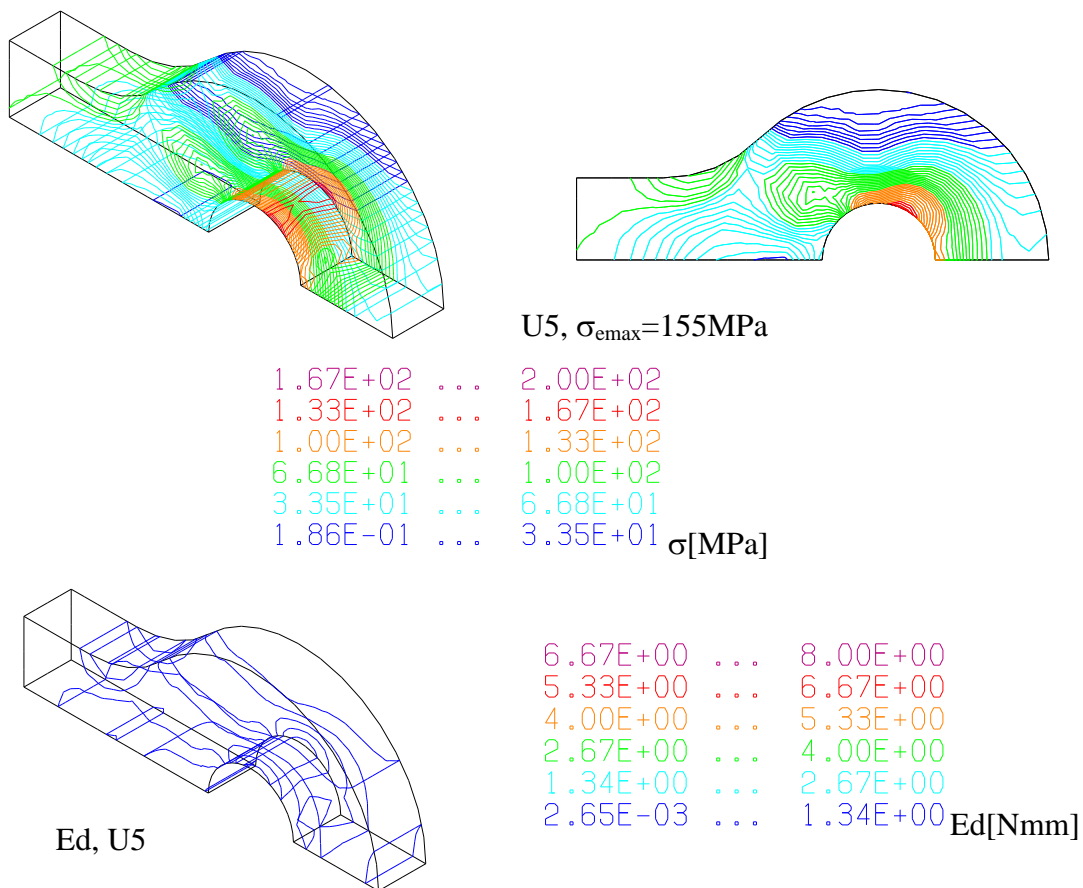 U5, σemax=155MPa
1.67E+02 ... 2.00E+02
1.33E+02 ... 1.67E+02
1.00E+02 ... 1.33E+02
6.68E+01 ... 1.00E+02
3.35E+01 ... 6.68E+01
1.86E-01 ... 3.35E+01 σ[MPa]
6.67E+00 ... 8.00E+00
5.33E+00 ... 6.67E+00
4.00E+00 ... 5.33E+00
2.67E+00 ... 4.00E+00
1.34E+00 ... 2.67E+00
2.65E-03 ... 1.34E+00 Ed[Nmm]
Ed, U5